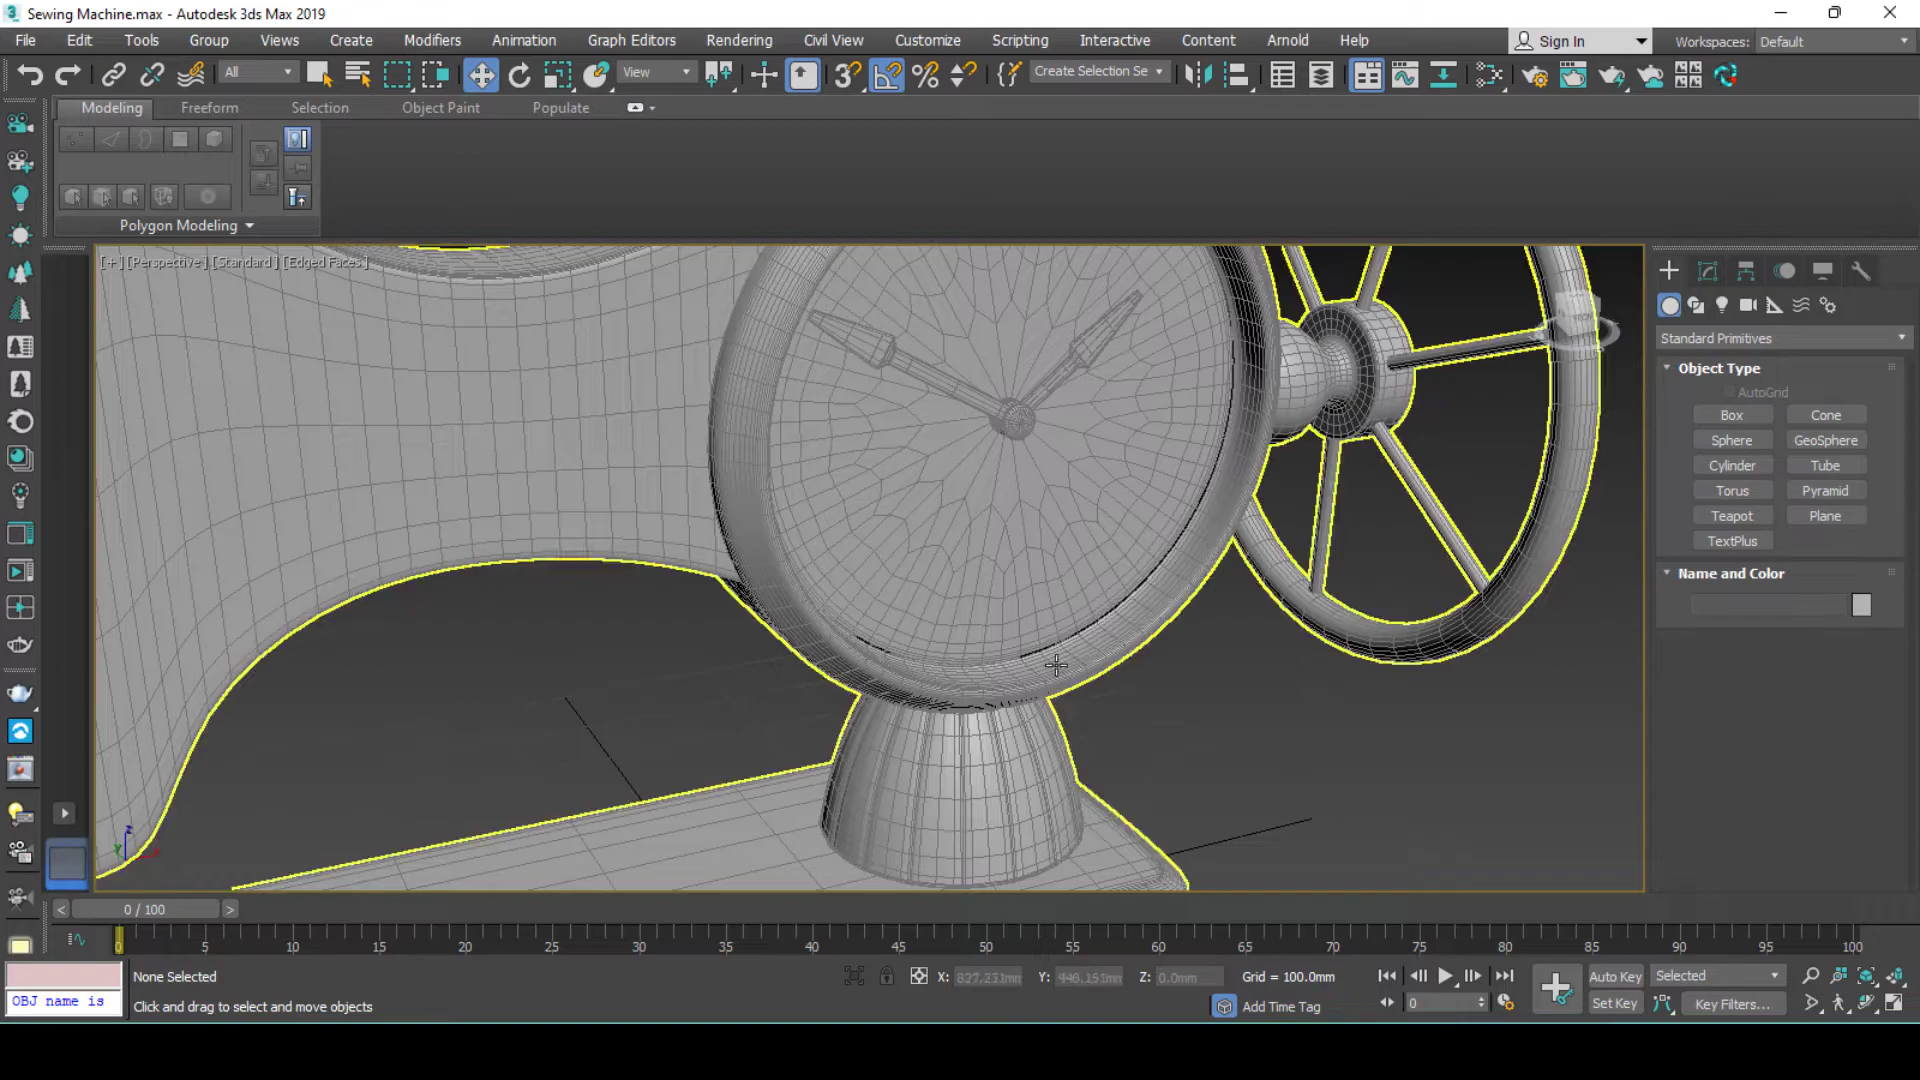 Sewing Machine.max - Autodesk 3ds Max 2019
File Edit Tools Group Views Create Modifiers Animation Graph Editors Rendering Civil View Customize Scripting Interactive Content Arnold Help Sign In Workspaces: Default
All View Create Selection Se
Modeling Freeform Selection Object Paint Populate
Polygon Modeling
[+] [Perspective] [Standard] [Edged Faces]
Standard Primitives
Object Type
AutoGrid
Box Cone
Sphere GeoSphere
Cylinder Tube
Torus Pyramid
Teapot Plane
TextPlus
Name and Color
z
Y
< 0 / 100 >
0 5 10 15 20 25 30 35 40 45 50 55 60 65 70 75 80 85 90 95 100
None Selected X: Y: Z: 0.0mm Grid = 100.0mm Auto Key Selected
OBJ name is Click and drag to select and move objects Add Time Tag 0 Set Key Key Filters...